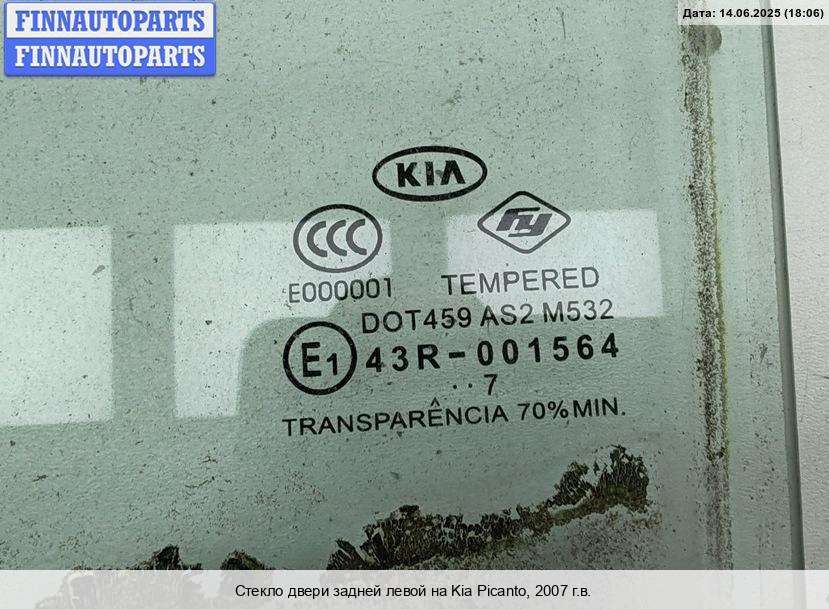 FINNAUTOPARTS
FINNAUTOPARTS
Дата: 14.06.2025 (18:06)
KIA
CCC
HY
E000001 TEMPERED
DOT459 AS2 M532
E1 43R-001564
..7
TRANSPARÊNCIA 70% MIN.
Стекло двери задней левой на Kia Picanto, 2007 г.в.